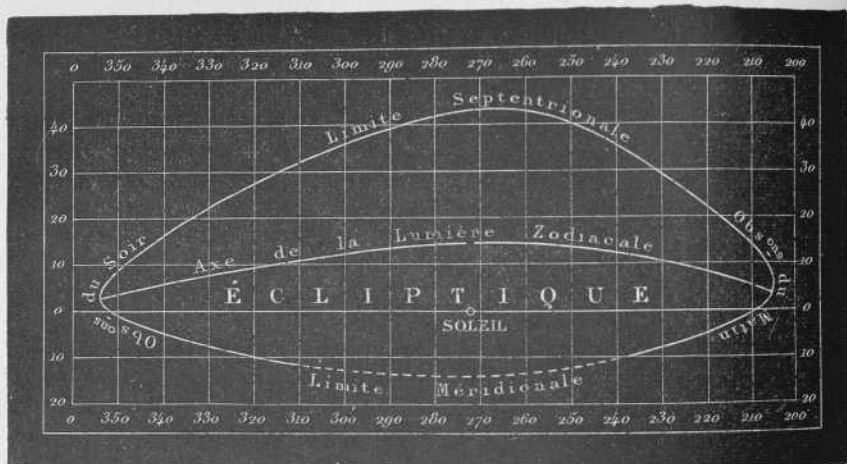 0 350 340 330 320 310 300 290 280 270 260 250 240 230 220 210 200
Limite Septentrionale
40 40
30 30
20 20
Axe de la Lumière Zodiacale
10 10
Obs.ons du Soir
Obs.ons du Matin
ÉCLIPTIQUE
0 0
SOLEIL
10 10
Limite Méridionale
20 20
0 350 340 330 320 310 300 290 280 270 260 250 240 230 220 210 200